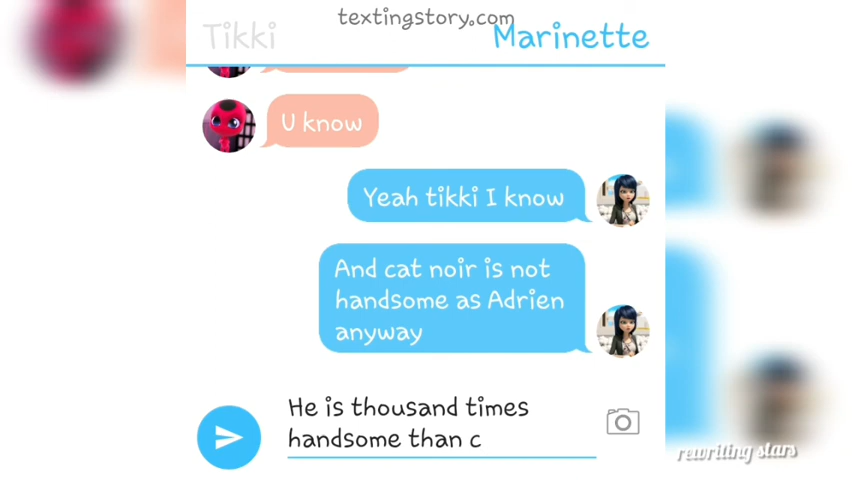 textingstory.com
Tikki
Marinette
U know
Yeah tikki I know
And cat noir is not
handsome as Adrien
anyway
He is thousand times
handsome than c
rewriting stars